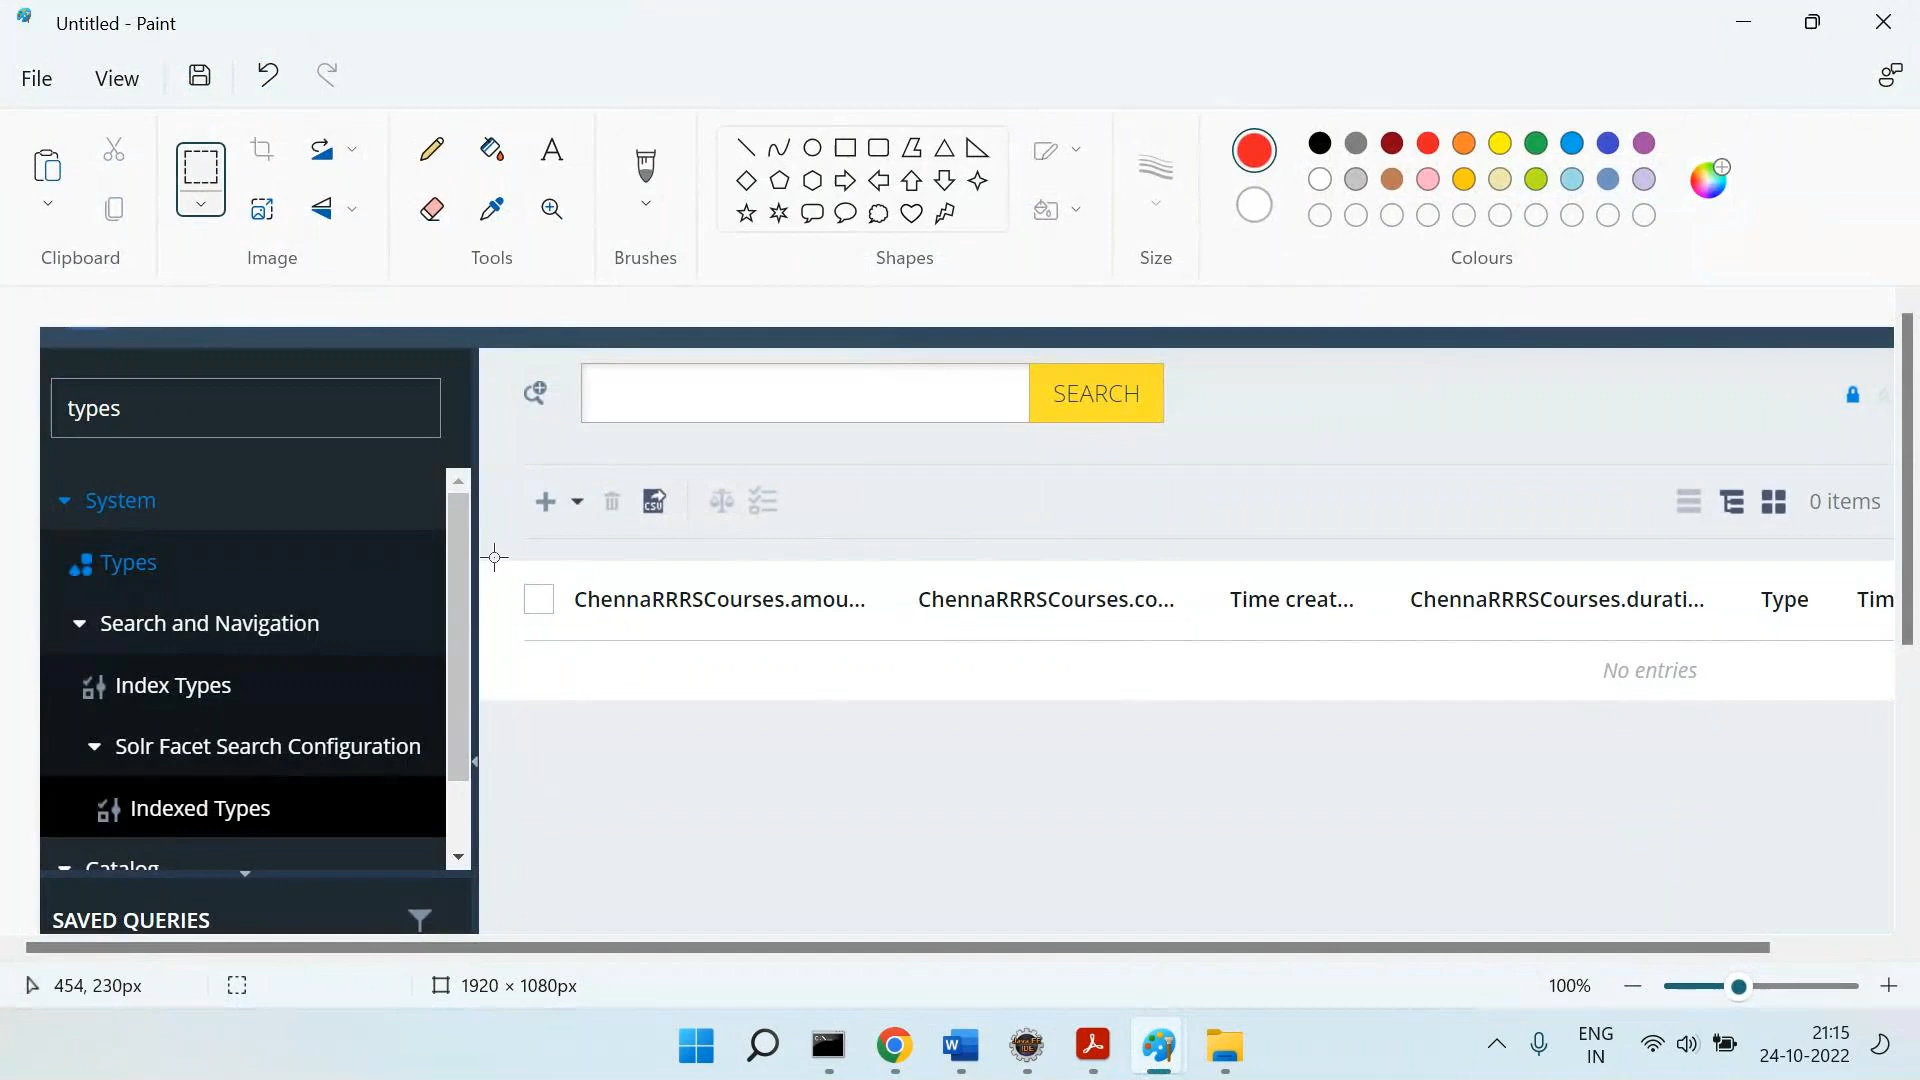 Untitled - Paint
File View
Clipboard Image Tools Brushes Shapes Size Colours
types
SEARCH
System
CSV
0 items
Types
ChennaRRRSCourses.amou... ChennaRRRSCourses.co... Time creat... ChennaRRRSCourses.durati... Type Tim
Search and Navigation
No entries
Index Types
Solr Facet Search Configuration
Indexed Types
Catalog
SAVED QUERIES
454, 230px 1920 × 1080px 100%
ENG
IN
21:15
24-10-2022